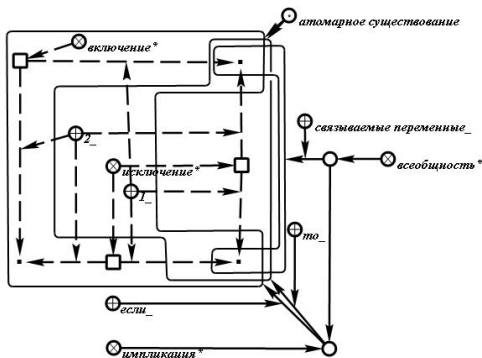 атомарное существование
включение*
связываемые переменные_
2_
исключение*
всеобщность*
1_
то_
если_
импликация*